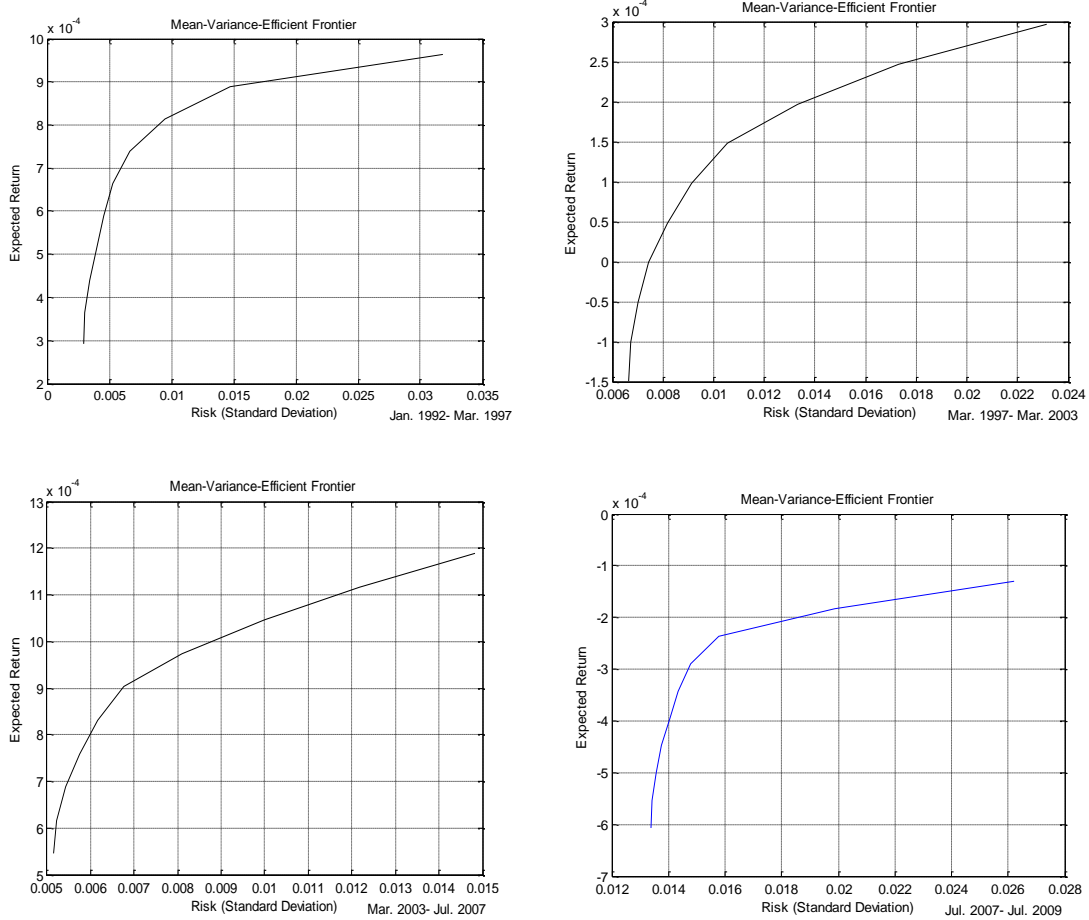 x 10-4
Mean-Variance-Efficient Frontier
10
9
8
7
6
5
4
3
2
Expected Return
0 0.005 0.01 0.015 0.02 0.025 0.03 0.035
Risk (Standard Deviation)
Jan. 1992- Mar. 1997
x 10-4
Mean-Variance-Efficient Frontier
3
2.5
2
1.5
1
0.5
0
-0.5
-1
-1.5
Expected Return
0.006 0.008 0.01 0.012 0.014 0.016 0.018 0.02 0.022 0.024
Risk (Standard Deviation)
Mar. 1997- Mar. 2003
x 10-4
Mean-Variance-Efficient Frontier
13
12
11
10
9
8
7
6
5
Expected Return
0.005 0.006 0.007 0.008 0.009 0.01 0.011 0.012 0.013 0.014 0.015
Risk (Standard Deviation)
Mar. 2003- Jul. 2007
x 10-4
Mean-Variance-Efficient Frontier
0
-1
-2
-3
-4
-5
-6
-7
Expected Return
0.012 0.014 0.016 0.018 0.02 0.022 0.024 0.026 0.028
Risk (Standard Deviation)
Jul. 2007- Jul. 2009